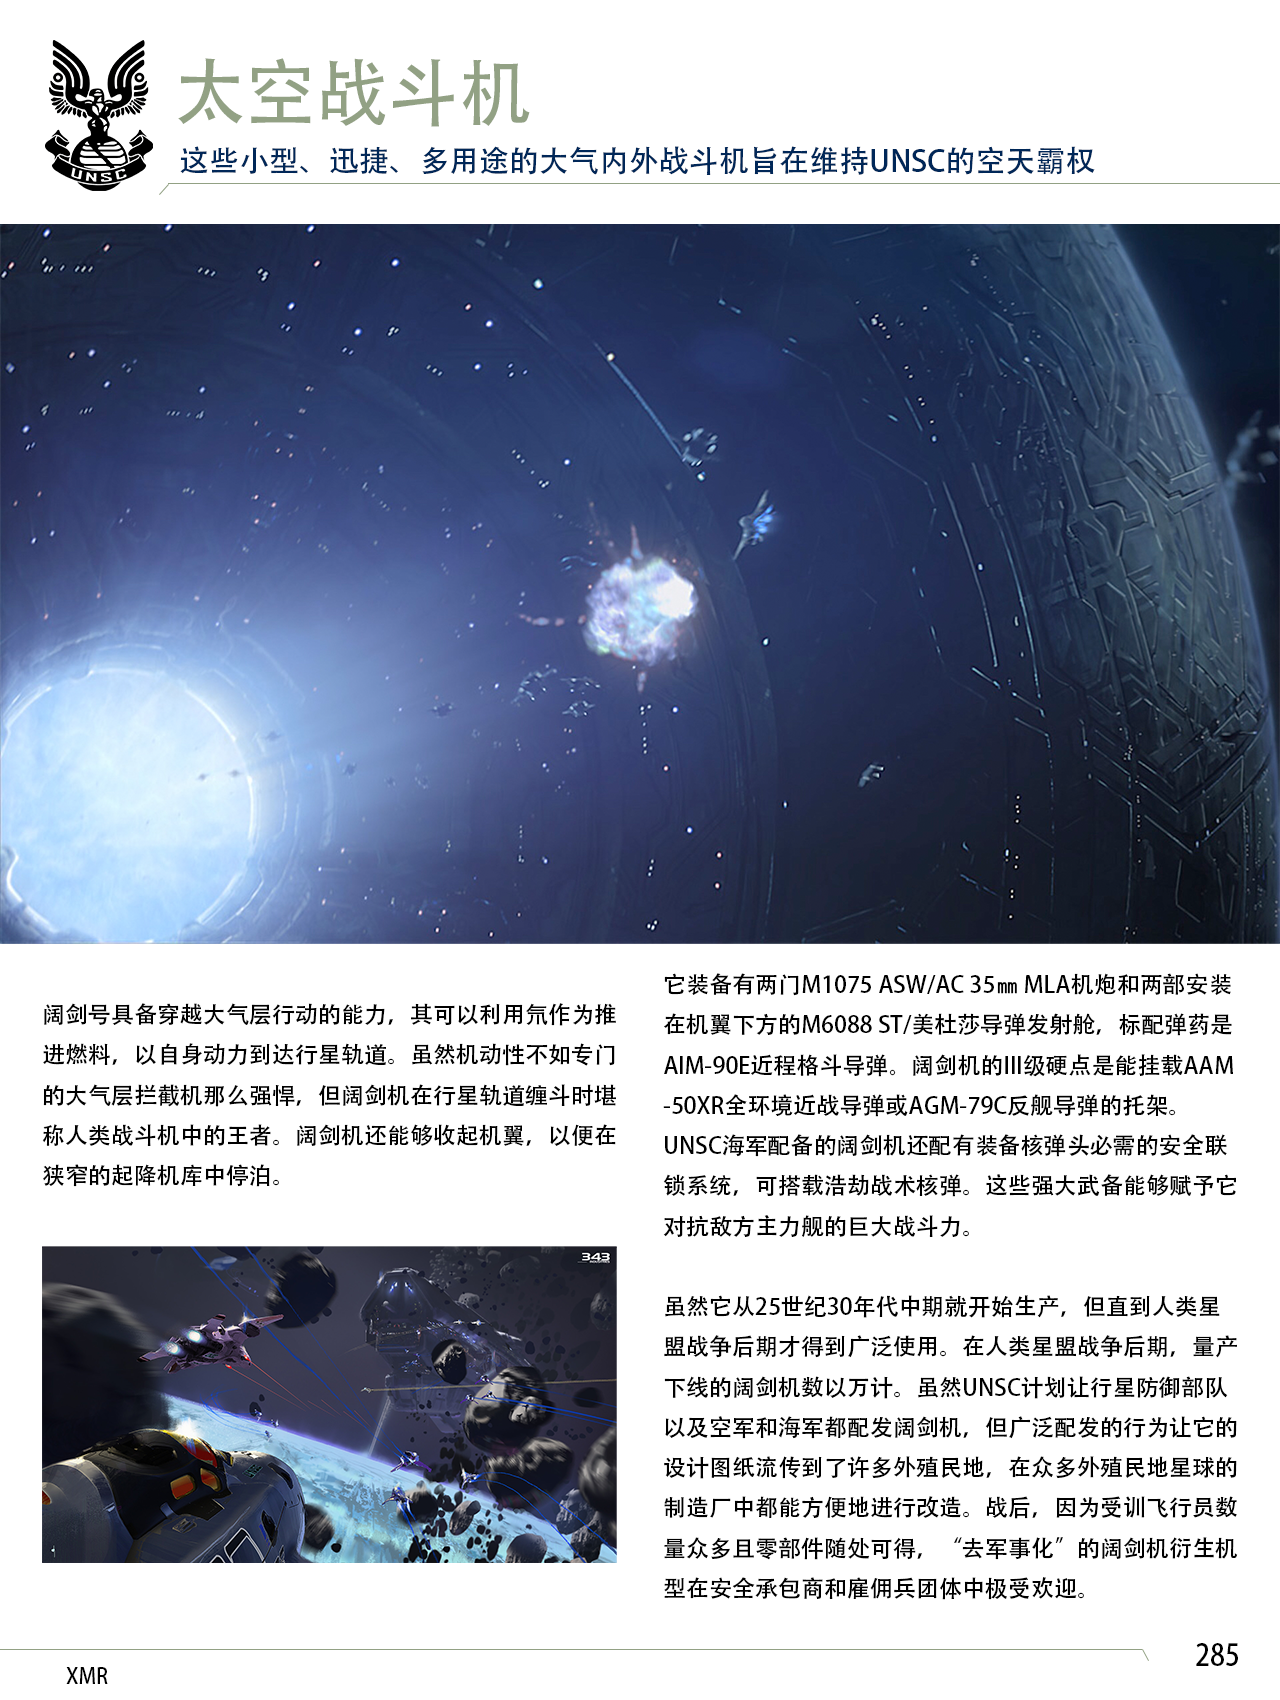 UNSC
太空战斗机
这些小型、迅捷、多用途的大气内外战斗机旨在维持UNSC的空天霸权
阔剑号具备穿越大气层行动的能力，其可以利用氘作为推
进燃料，以自身动力到达行星轨道。虽然机动性不如专门
的大气层拦截机那么强悍，但阔剑机在行星轨道缠斗时堪
称人类战斗机中的王者。阔剑机还能够收起机翼，以便在
狭窄的起降机库中停泊。
343
INDUSTRIES
它装备有两门M1075 ASW/AC 35㎜ MLA机炮和两部安装
在机翼下方的M6088 ST/美杜莎导弹发射舱，标配弹药是
AIM-90E近程格斗导弹。阔剑机的III级硬点是能挂载AAM
-50XR全环境近战导弹或AGM-79C反舰导弹的托架。
UNSC海军配备的阔剑机还配有装备核弹头必需的安全联
锁系统，可搭载浩劫战术核弹。这些强大武备能够赋予它
对抗敌方主力舰的巨大战斗力。
虽然它从25世纪30年代中期就开始生产，但直到人类星
盟战争后期才得到广泛使用。在人类星盟战争后期，量产
下线的阔剑机数以万计。虽然UNSC计划让行星防御部队
以及空军和海军都配发阔剑机，但广泛配发的行为让它的
设计图纸流传到了许多外殖民地，在众多外殖民地星球的
制造厂中都能方便地进行改造。战后，因为受训飞行员数
量众多且零部件随处可得，“去军事化”的阔剑机衍生机
型在安全承包商和雇佣兵团体中极受欢迎。
285
XMR